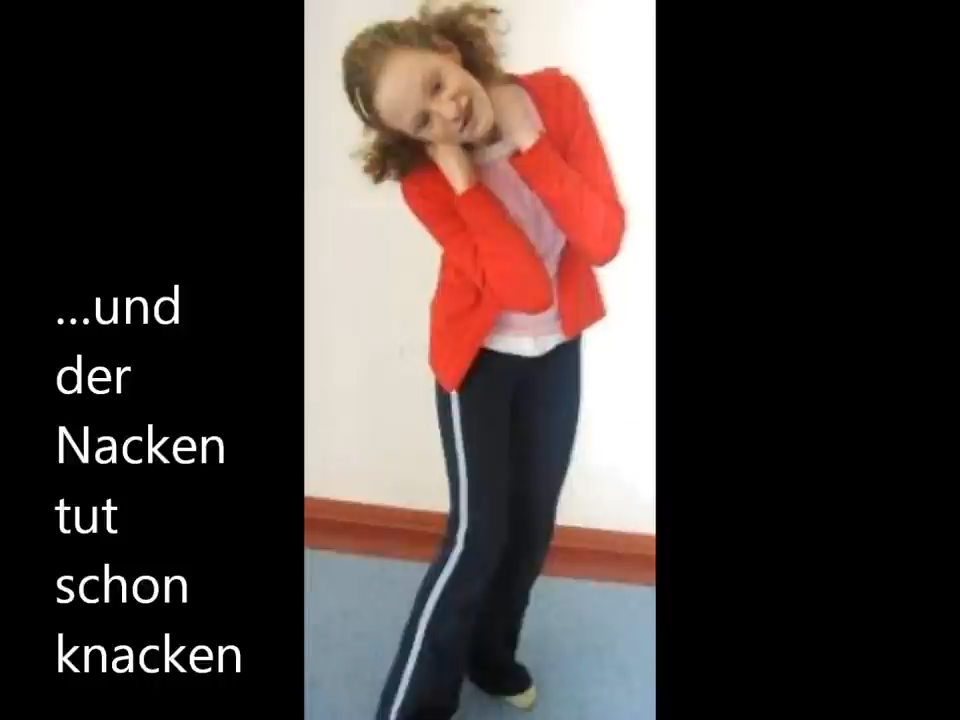 …und
der
Nacken
tut
schon
knacken